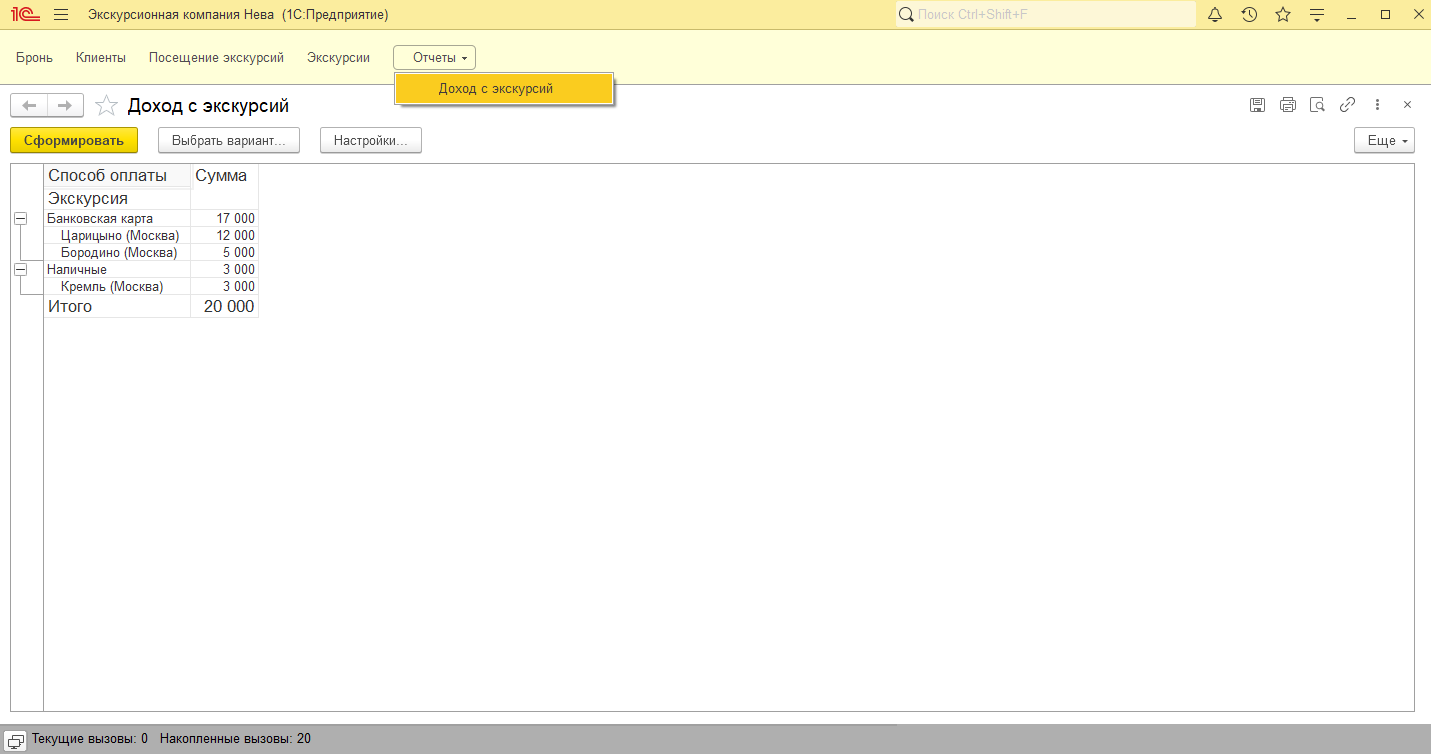 1С Экскурсионная компания Нева (1С:Предприятие) Поиск Ctrl+Shift+F
Бронь Клиенты Посещение экскурсий Экскурсии Отчеты
Доход с экскурсий
Доход с экскурсий
Сформировать Выбрать вариант... Настройки... Еще
Способ оплаты Сумма
Экскурсия
Банковская карта 17 000
Царицыно (Москва) 12 000
Бородино (Москва) 5 000
Наличные 3 000
Кремль (Москва) 3 000
Итого 20 000
Текущие вызовы: 0 Накопленные вызовы: 20